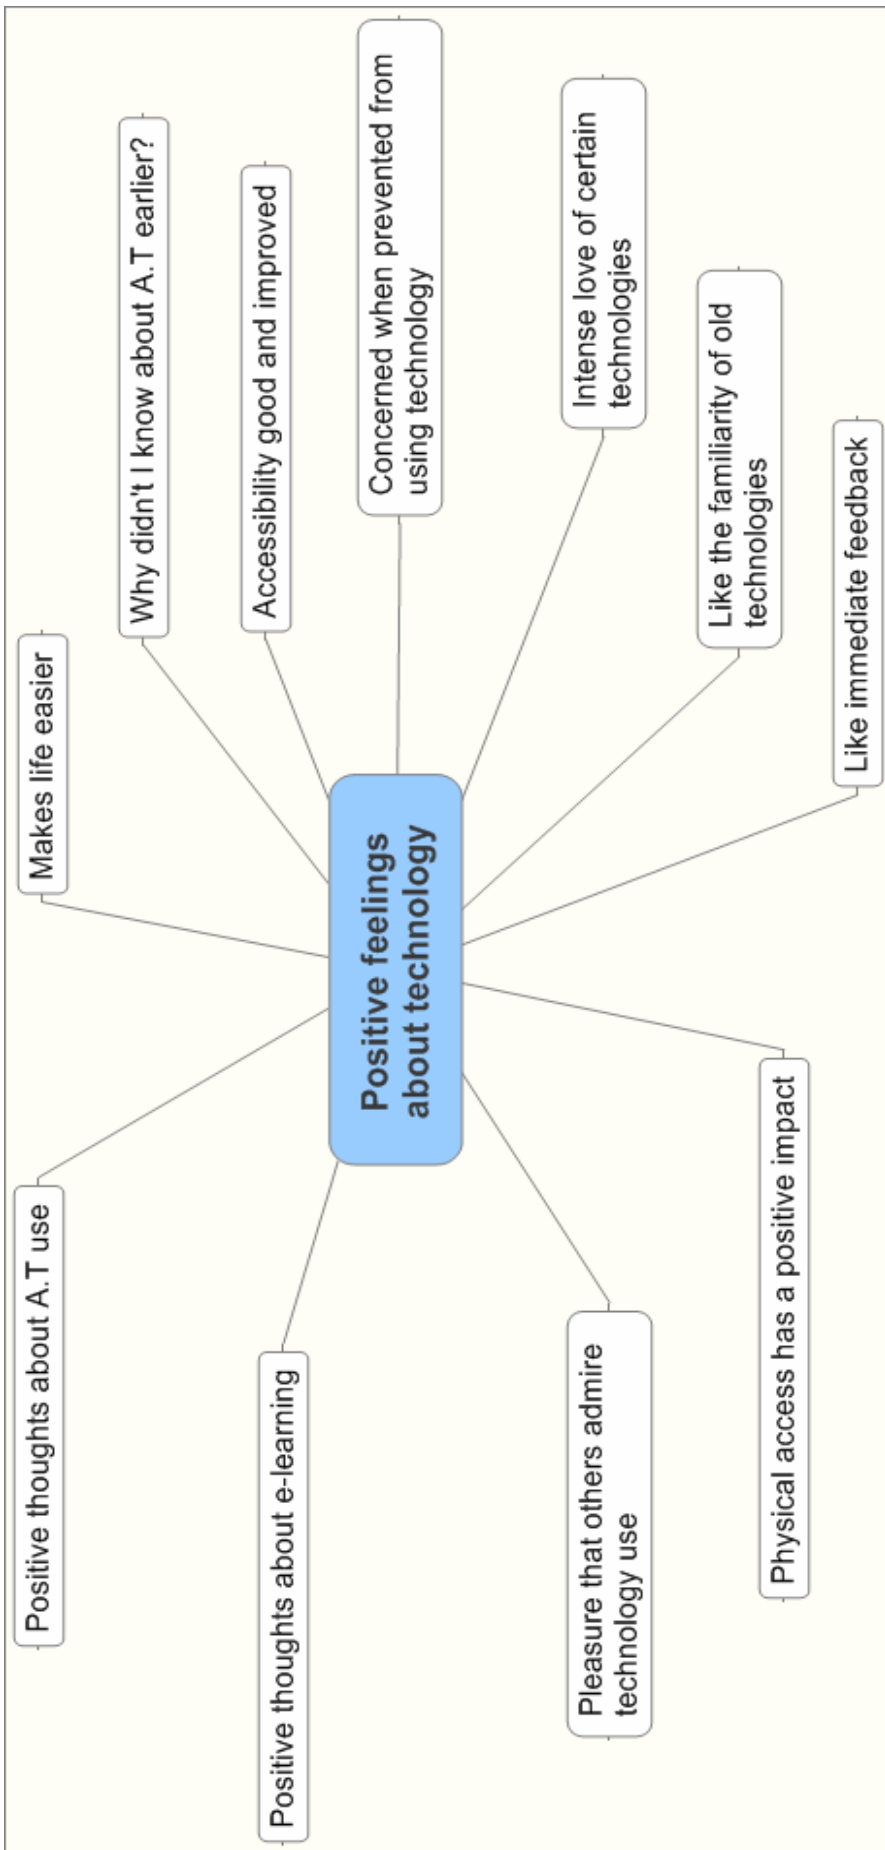 Makes life easier
Why didn't I know about A.T earlier?
Accessibility good and improved
Concerned when prevented from
using technology
Intense love of certain
technologies
Like the familiarity of old
technologies
Like immediate feedback
Physical access has a positive impact
Pleasure that others admire
technology use
Positive thoughts about e-learning
Positive thoughts about A.T use
Positive feelings
about technology